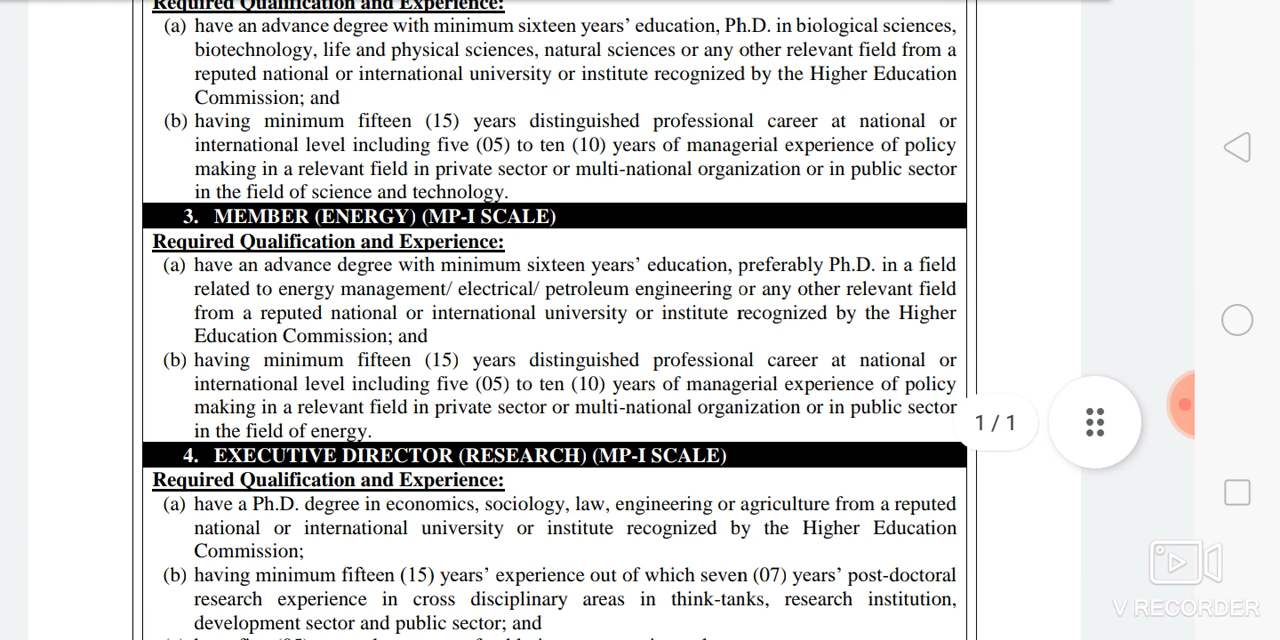 Required Qualification and Experience:
(a) have an advance degree with minimum sixteen years’ education, Ph.D. in biological sciences,
biotechnology, life and physical sciences, natural sciences or any other relevant field from a
reputed national or international university or institute recognized by the Higher Education
Commission; and
(b) having minimum fifteen (15) years distinguished professional career at national or
international level including five (05) to ten (10) years of managerial experience of policy
making in a relevant field in private sector or multi-national organization or in public sector
in the field of science and technology.
3. MEMBER (ENERGY) (MP-I SCALE)
Required Qualification and Experience:
(a) have an advance degree with minimum sixteen years’ education, preferably Ph.D. in a field
related to energy management/ electrical/ petroleum engineering or any other relevant field
from a reputed national or international university or institute recognized by the Higher
Education Commission; and
(b) having minimum fifteen (15) years distinguished professional career at national or
international level including five (05) to ten (10) years of managerial experience of policy
making in a relevant field in private sector or multi-national organization or in public sector
in the field of energy.
1 / 1
4. EXECUTIVE DIRECTOR (RESEARCH) (MP-I SCALE)
Required Qualification and Experience:
(a) have a Ph.D. degree in economics, sociology, law, engineering or agriculture from a reputed
national or international university or institute recognized by the Higher Education
Commission;
(b) having minimum fifteen (15) years’ experience out of which seven (07) years’ post-doctoral
research experience in cross disciplinary areas in think-tanks, research institution,
development sector and public sector; and
V RECORDER